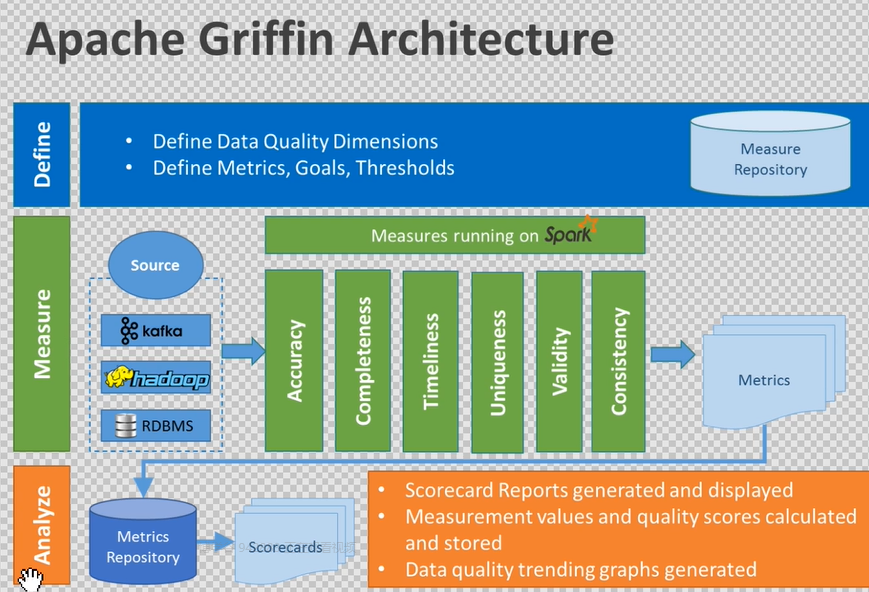 Apache Griffin Architecture
Define
• Define Data Quality Dimensions
• Define Metrics, Goals, Thresholds
Measure
Repository
Measure
Source
kafka
hadoop
RDBMS
Measures running on Spark
Accuracy
Completeness
Timeliness
Uniqueness
Validity
Consistency
Metrics
Analyze
Metrics
Repository
Scorecards
• Scorecard Reports generated and displayed
• Measurement values and quality scores calculated
and stored
• Data quality trending graphs generated